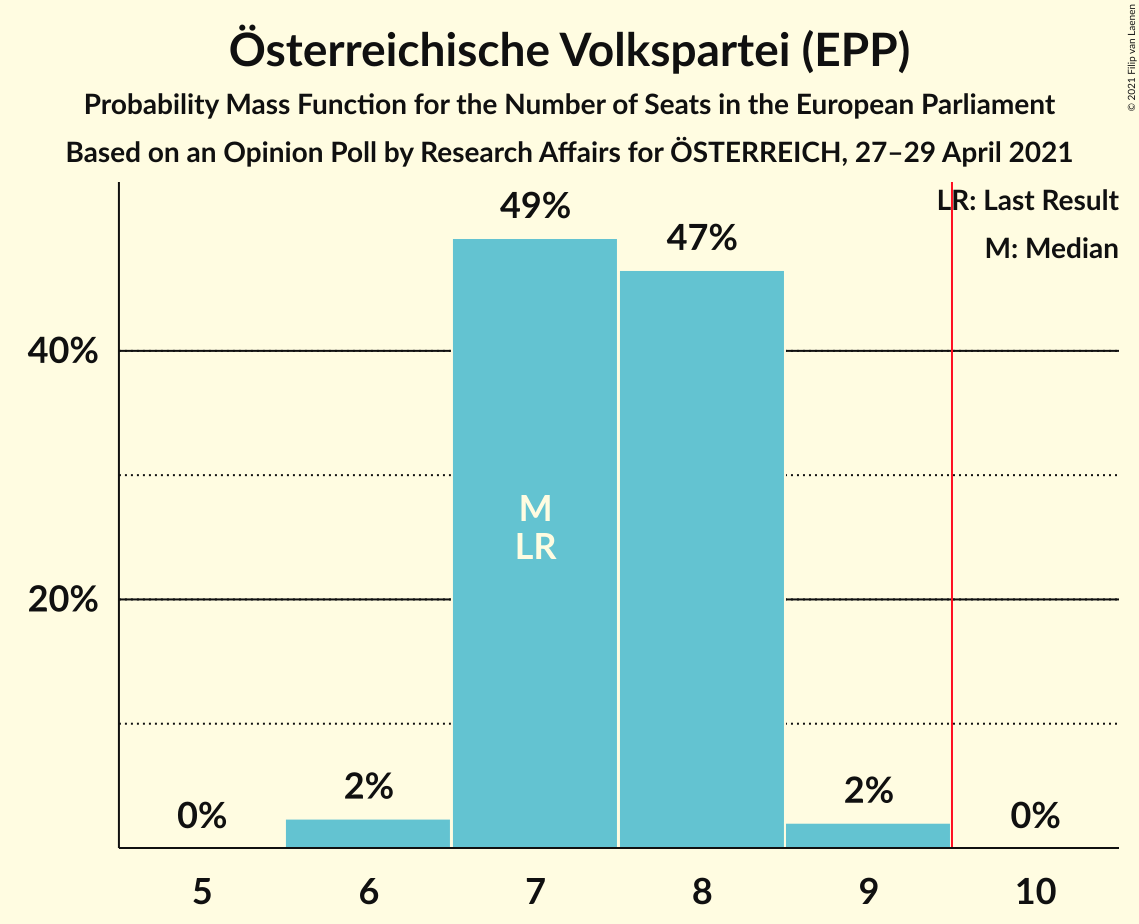 Österreichische Volkspartei (EPP)
Probability Mass Function for the Number of Seats in the European Parliament
Based on an Opinion Poll by Research Affairs for ÖSTERREICH, 27–29 April 2021
© 2021 Filip van Laenen
LR: Last Result
M: Median
49%
47%
40%
M
LR
20%
2%
2%
0%
0%
5 6 7 8 9 10